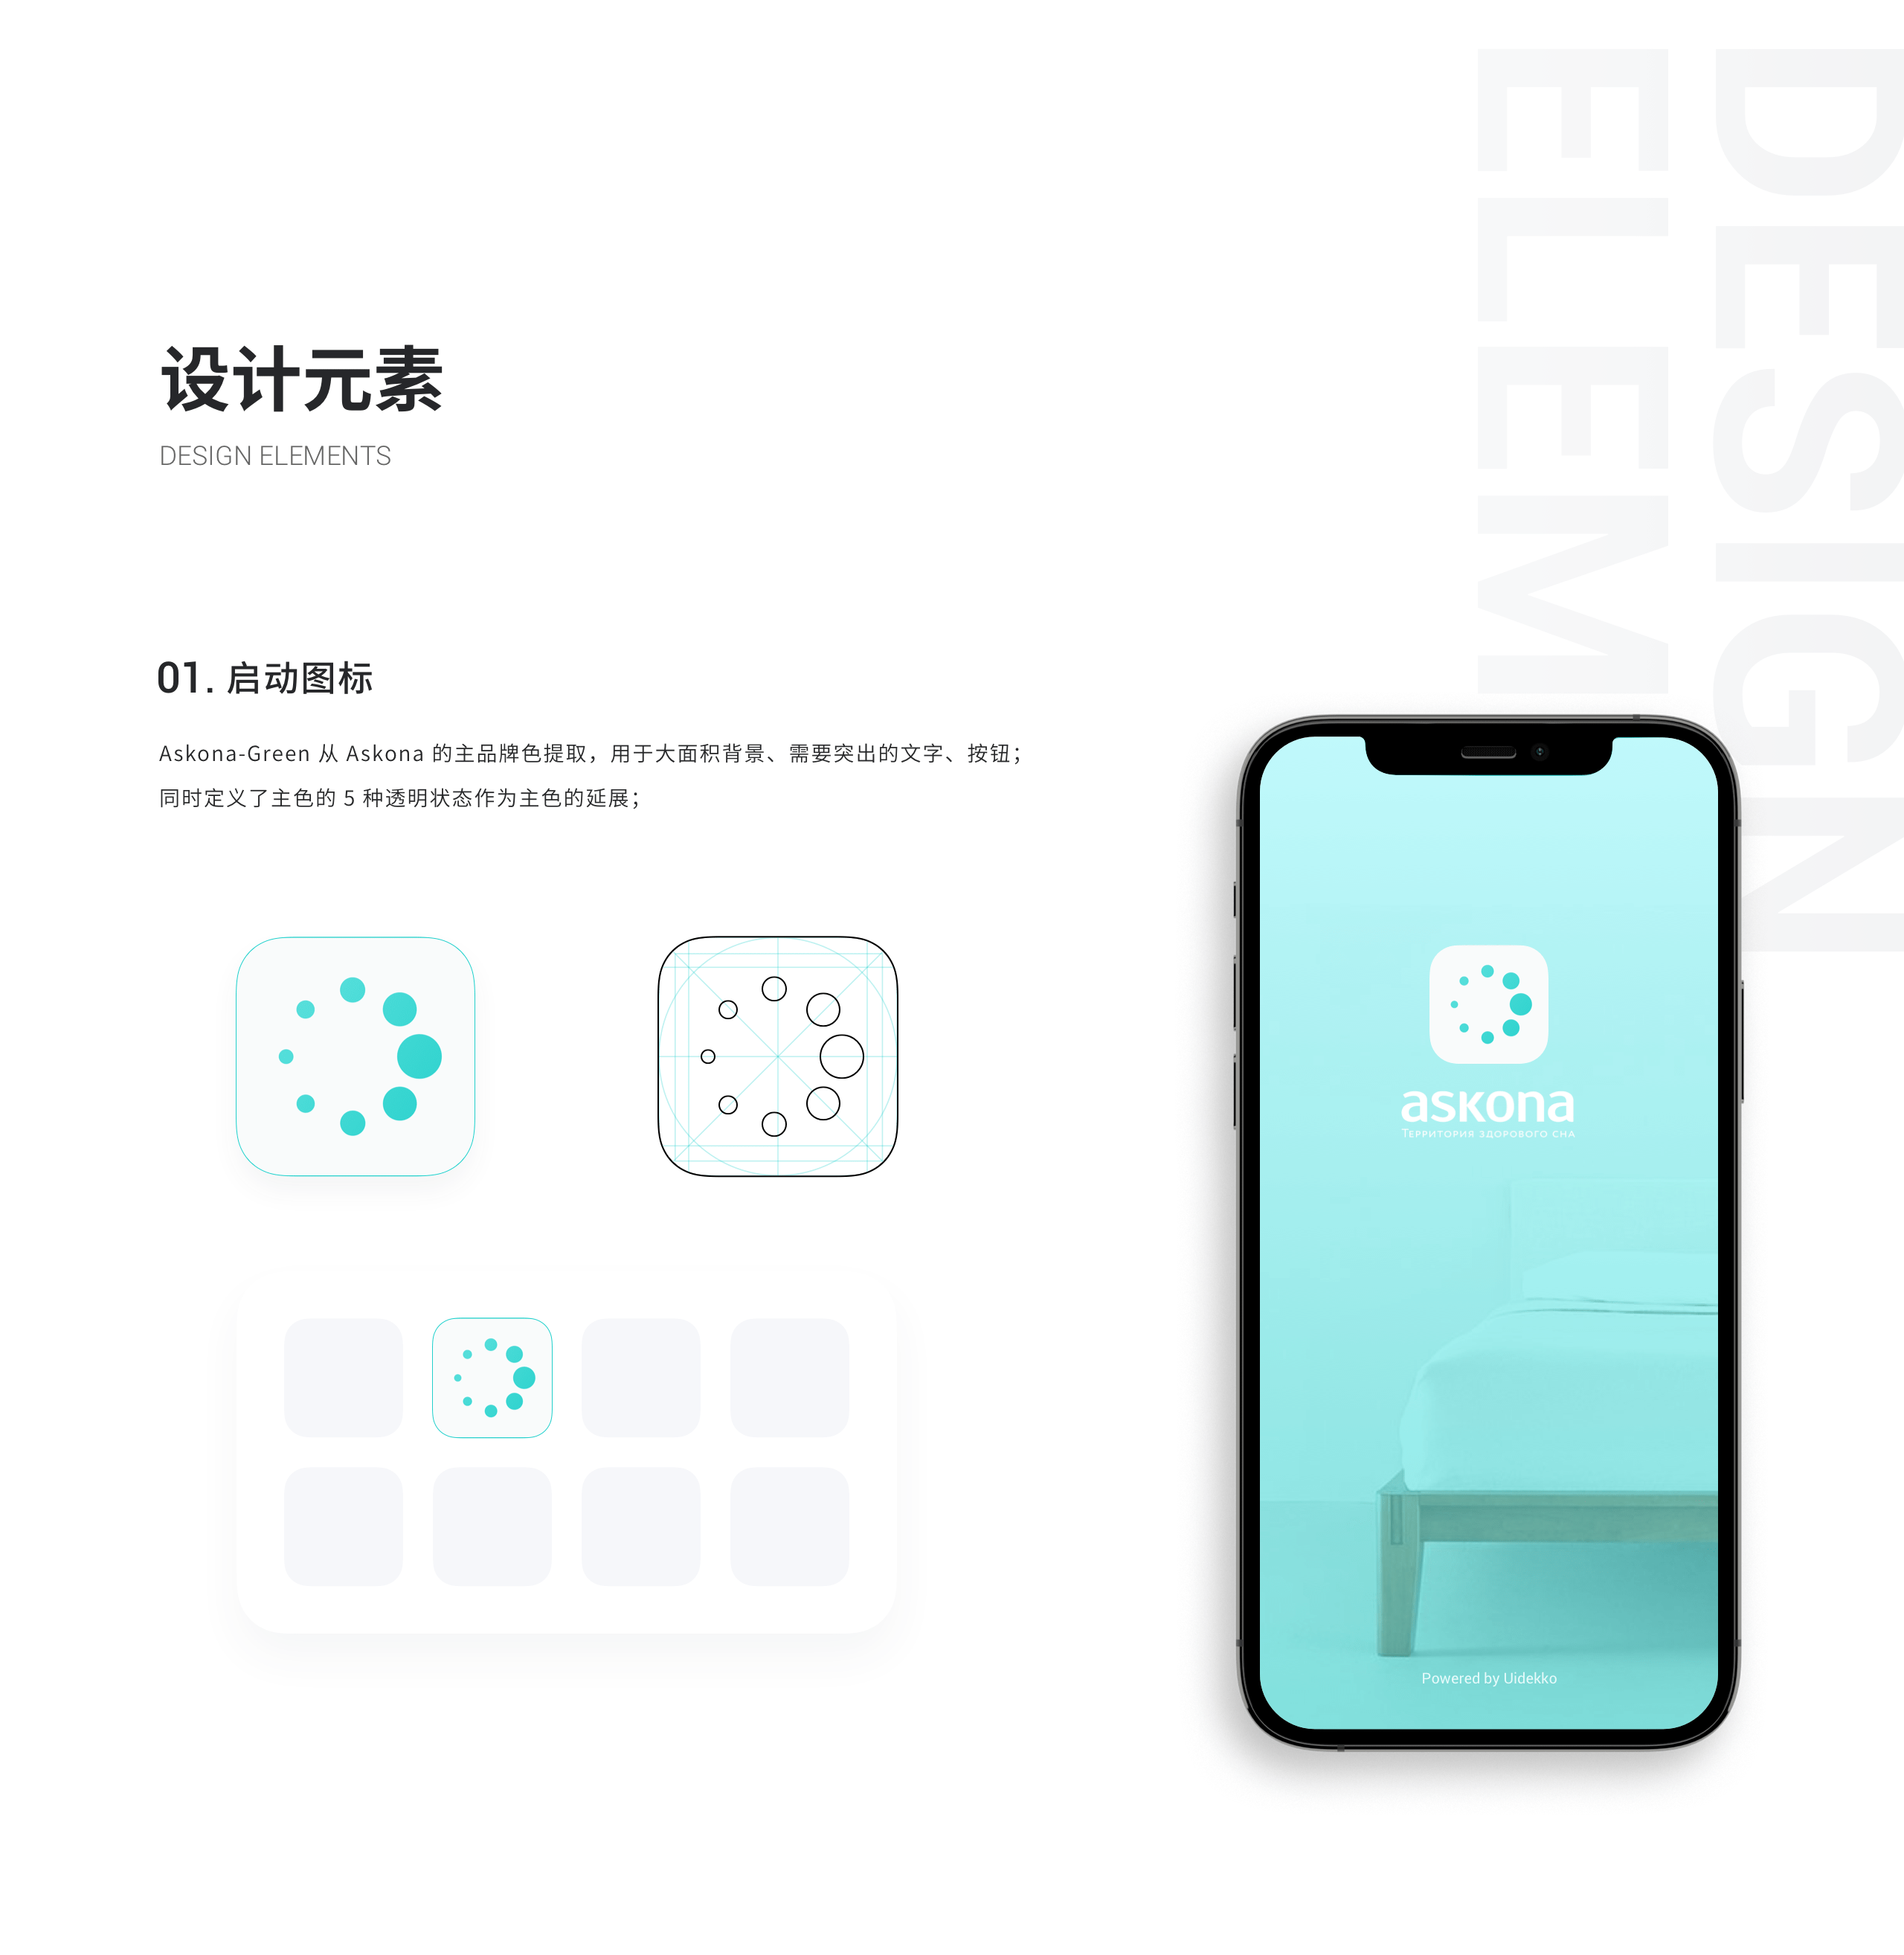 DESIGN
ELEM
设计元素
DESIGN ELEMENTS
01. 启动图标
Askona-Green 从 Askona 的主品牌色提取，用于大面积背景、需要突出的文字、按钮；
同时定义了主色的 5 种透明状态作为主色的延展；
askona
Территория здорового сна
Powered by Uidekko